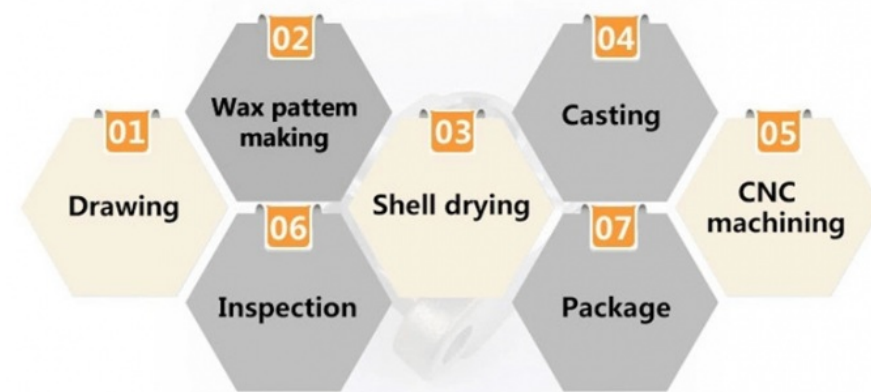 01
Drawing
02
Wax pattem
making
03
Shell drying
04
Casting
05
CNC
machining
06
Inspection
07
Package